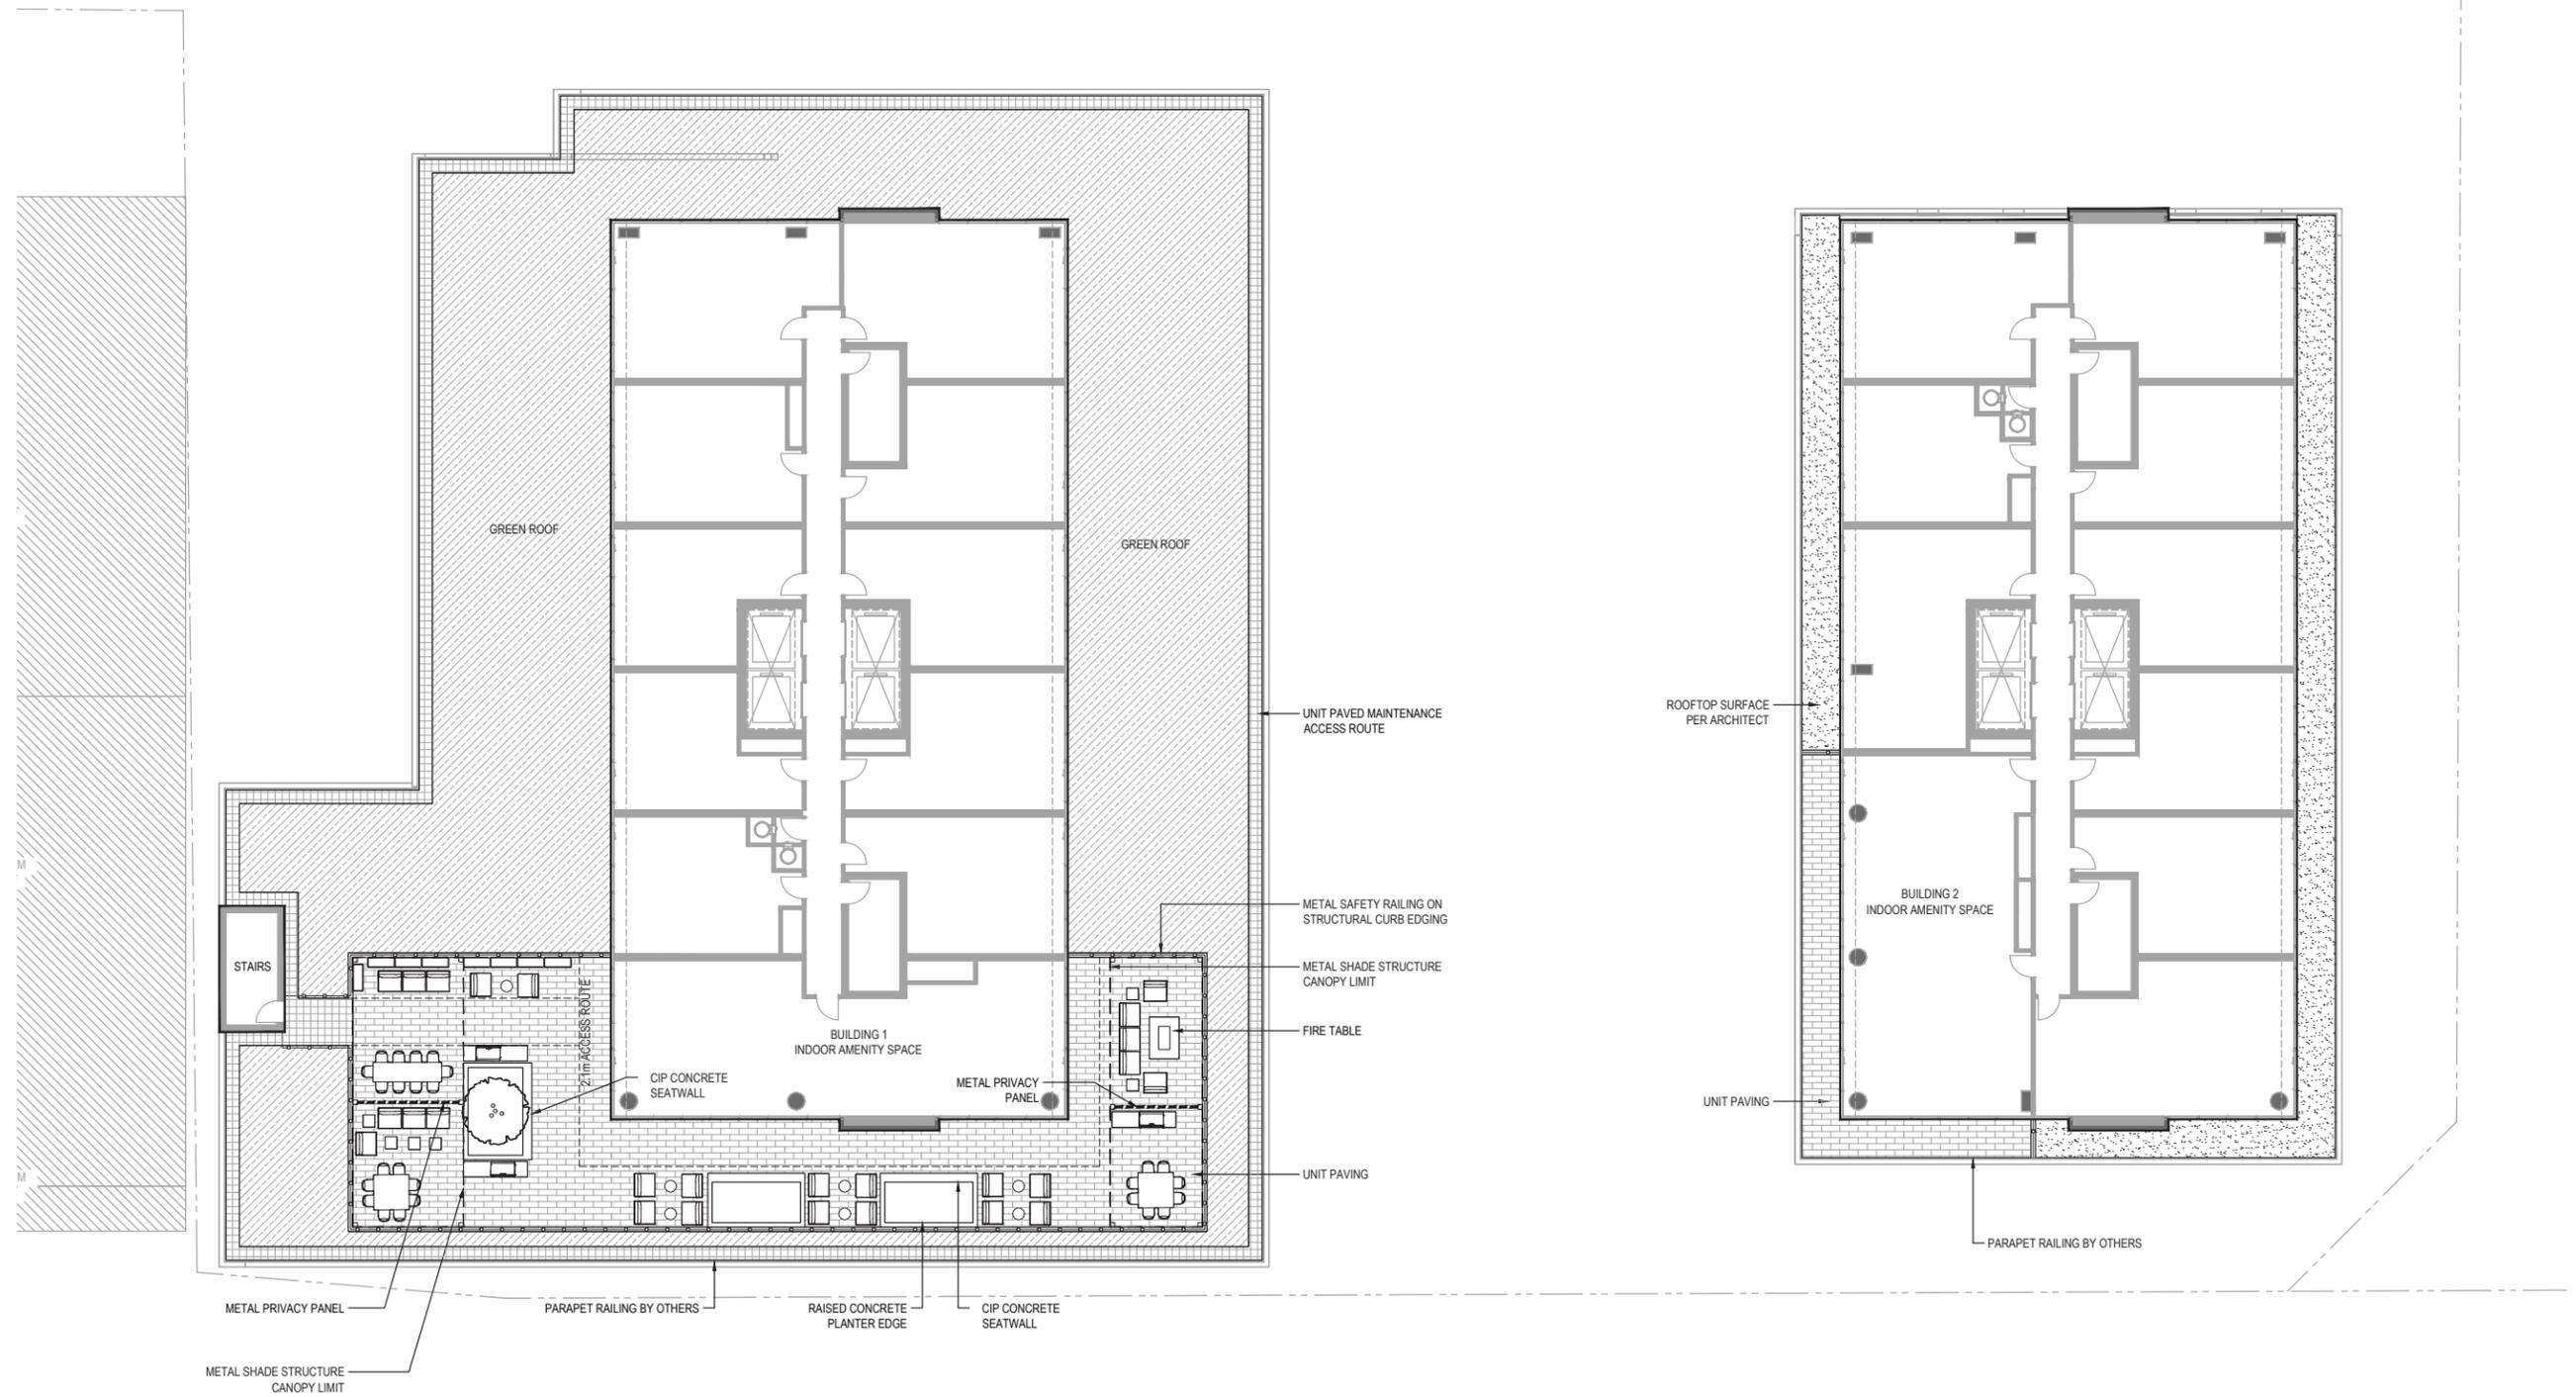 GREEN ROOF
GREEN ROOF
UNIT PAVED MAINTENANCE
ACCESS ROUTE
ROOFTOP SURFACE
PER ARCHITECT
M
BUILDING 2
INDOOR AMENITY SPACE
METAL SAFETY RAILING ON
STRUCTURAL CURB EDGING
STAIRS
METAL SHADE STRUCTURE
CANOPY LIMIT
2.1m ACCESS ROUTE
BUILDING 1
INDOOR AMENITY SPACE
FIRE TABLE
CIP CONCRETE
SEATWALL
METAL PRIVACY
PANEL
UNIT PAVING
M
UNIT PAVING
PARAPET RAILING BY OTHERS
METAL PRIVACY PANEL
PARAPET RAILING BY OTHERS
RAISED CONCRETE
PLANTER EDGE
CIP CONCRETE
SEATWALL
METAL SHADE STRUCTURE
CANOPY LIMIT